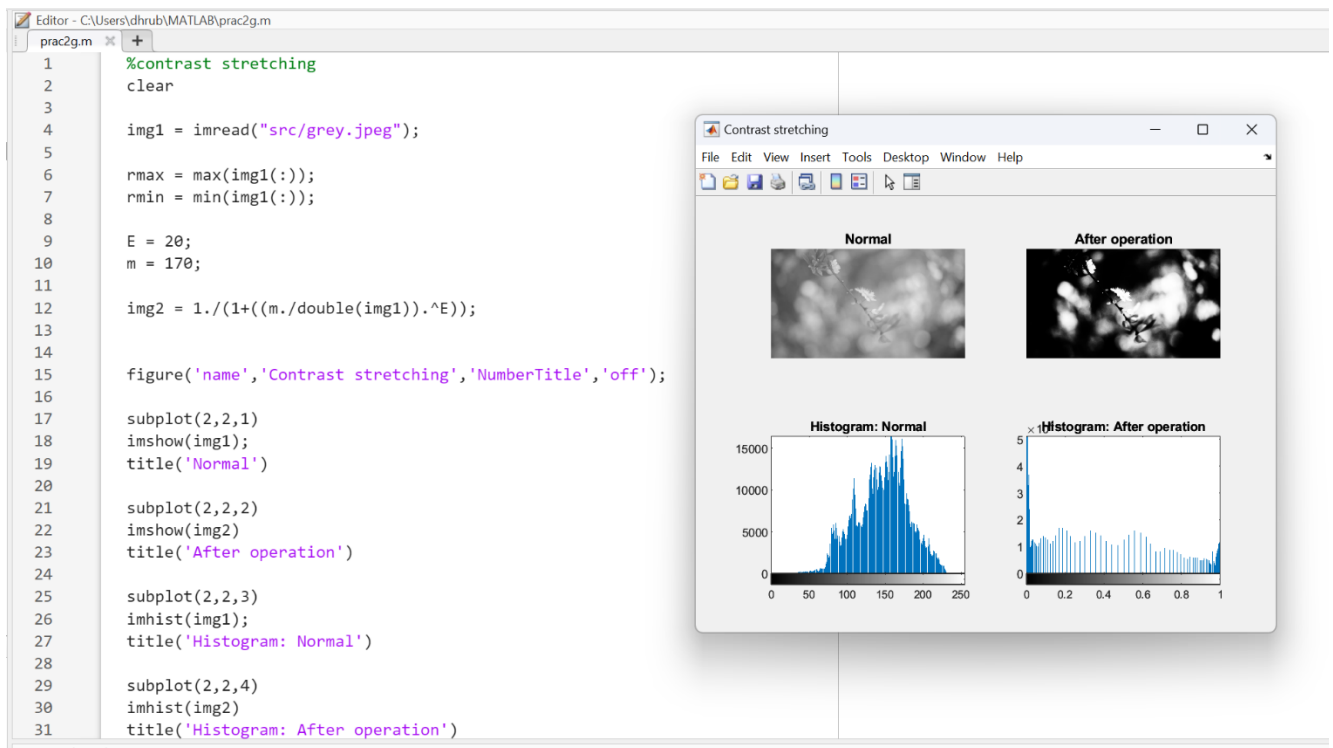 Editor - C:\Users\dhrub\MATLAB\prac2g.m
prac2g.m × +
1 %contrast stretching
2 clear
3
4 img1 = imread("src/grey.jpeg");
5
6 rmax = max(img1(:));
7 rmin = min(img1(:));
8
9 E = 20;
10 m = 170;
11
12 img2 = 1./(1+((m./double(img1)).^E));
13
14
15 figure('name','Contrast stretching','NumberTitle','off');
16
17 subplot(2,2,1)
18 imshow(img1);
19 title('Normal')
20
21 subplot(2,2,2)
22 imshow(img2)
23 title('After operation')
24
25 subplot(2,2,3)
26 imhist(img1);
27 title('Histogram: Normal')
28
29 subplot(2,2,4)
30 imhist(img2)
31 title('Histogram: After operation')
Contrast stretching
File Edit View Insert Tools Desktop Window Help
Normal
After operation
Histogram: Normal
15000
10000
5000
0
0 50 100 150 200 250
Histogram: After operation
5
4
3
2
1
0
0 0.2 0.4 0.6 0.8 1